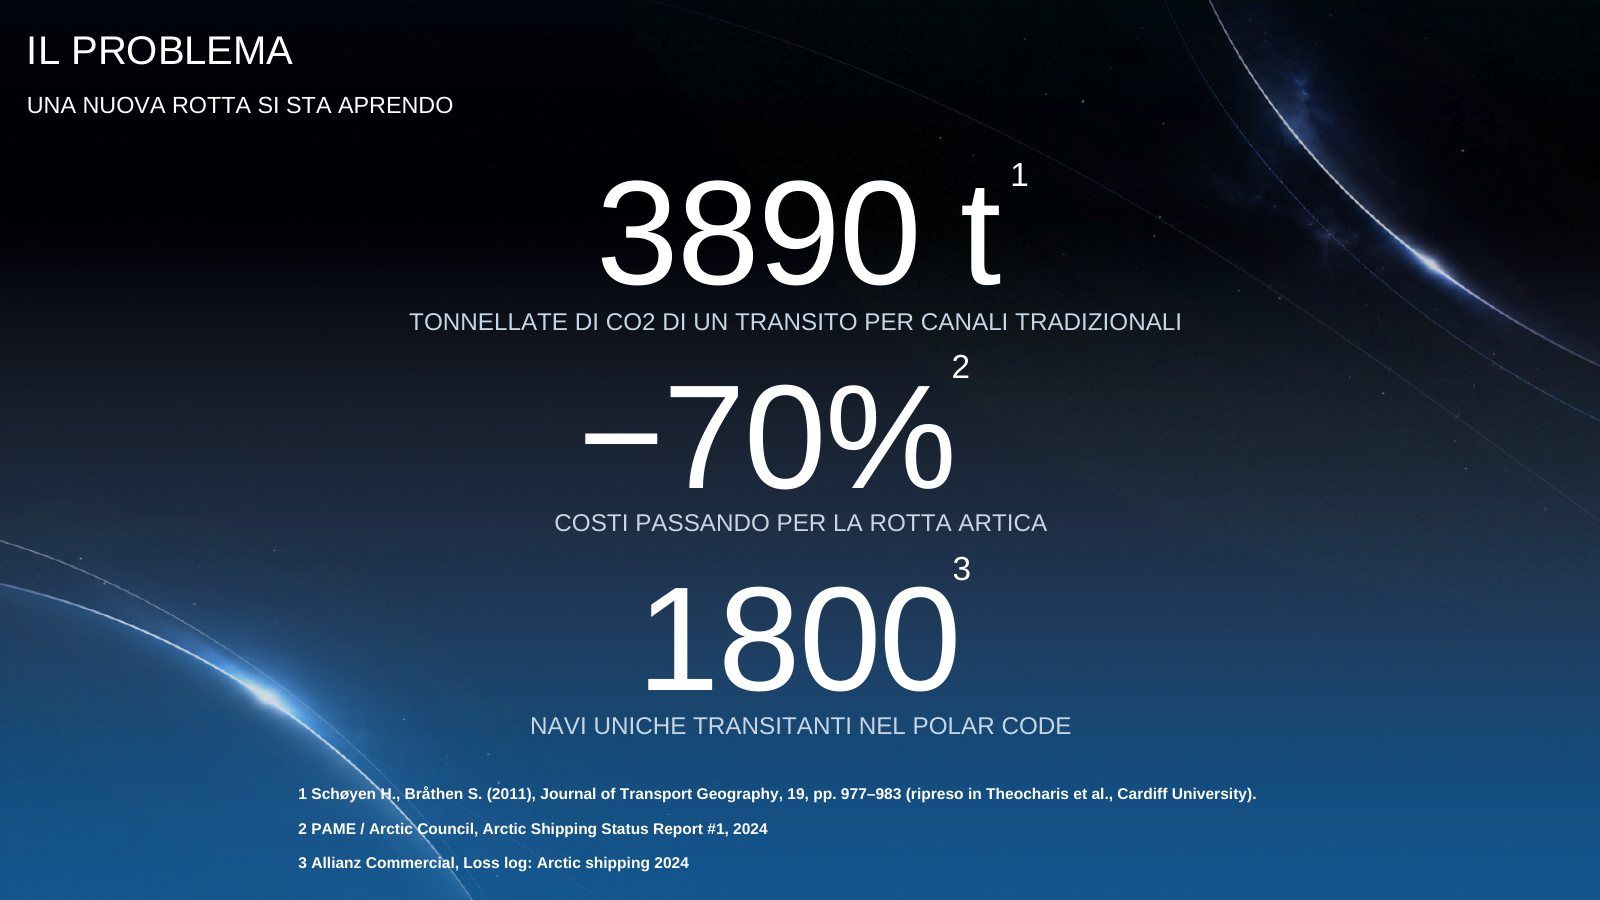 IL PROBLEMA
UNA NUOVA ROTTA SI STA APRENDO
3890 t 1
TONNELLATE DI CO2 DI UN TRANSITO PER CANALI TRADIZIONALI
–70% 2
COSTI PASSANDO PER LA ROTTA ARTICA
1800 3
NAVI UNICHE TRANSITANTI NEL POLAR CODE
1 Schøyen H., Bråthen S. (2011), Journal of Transport Geography, 19, pp. 977–983 (ripreso in Theocharis et al., Cardiff University).
2 PAME / Arctic Council, Arctic Shipping Status Report #1, 2024
3 Allianz Commercial, Loss log: Arctic shipping 2024